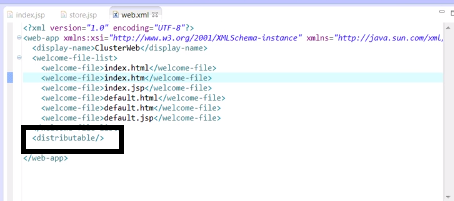 index.jsp store.jsp web.xml
<?xml version="1.0" encoding="UTF-8"?>
<web-app xmlns:xsi="http://www.w3.org/2001/XMLSchema-instance" xmlns="http://java.sun.com/xml,
<display-name>ClusterWeb</display-name>
<welcome-file-list>
<welcome-file>index.html</welcome-file>
<welcome-file>index.htm</welcome-file>
<welcome-file>index.jsp</welcome-file>
<welcome-file>default.html</welcome-file>
<welcome-file>default.htm</welcome-file>
<welcome-file>default.jsp</welcome-file>
<distributable/>
</web-app>